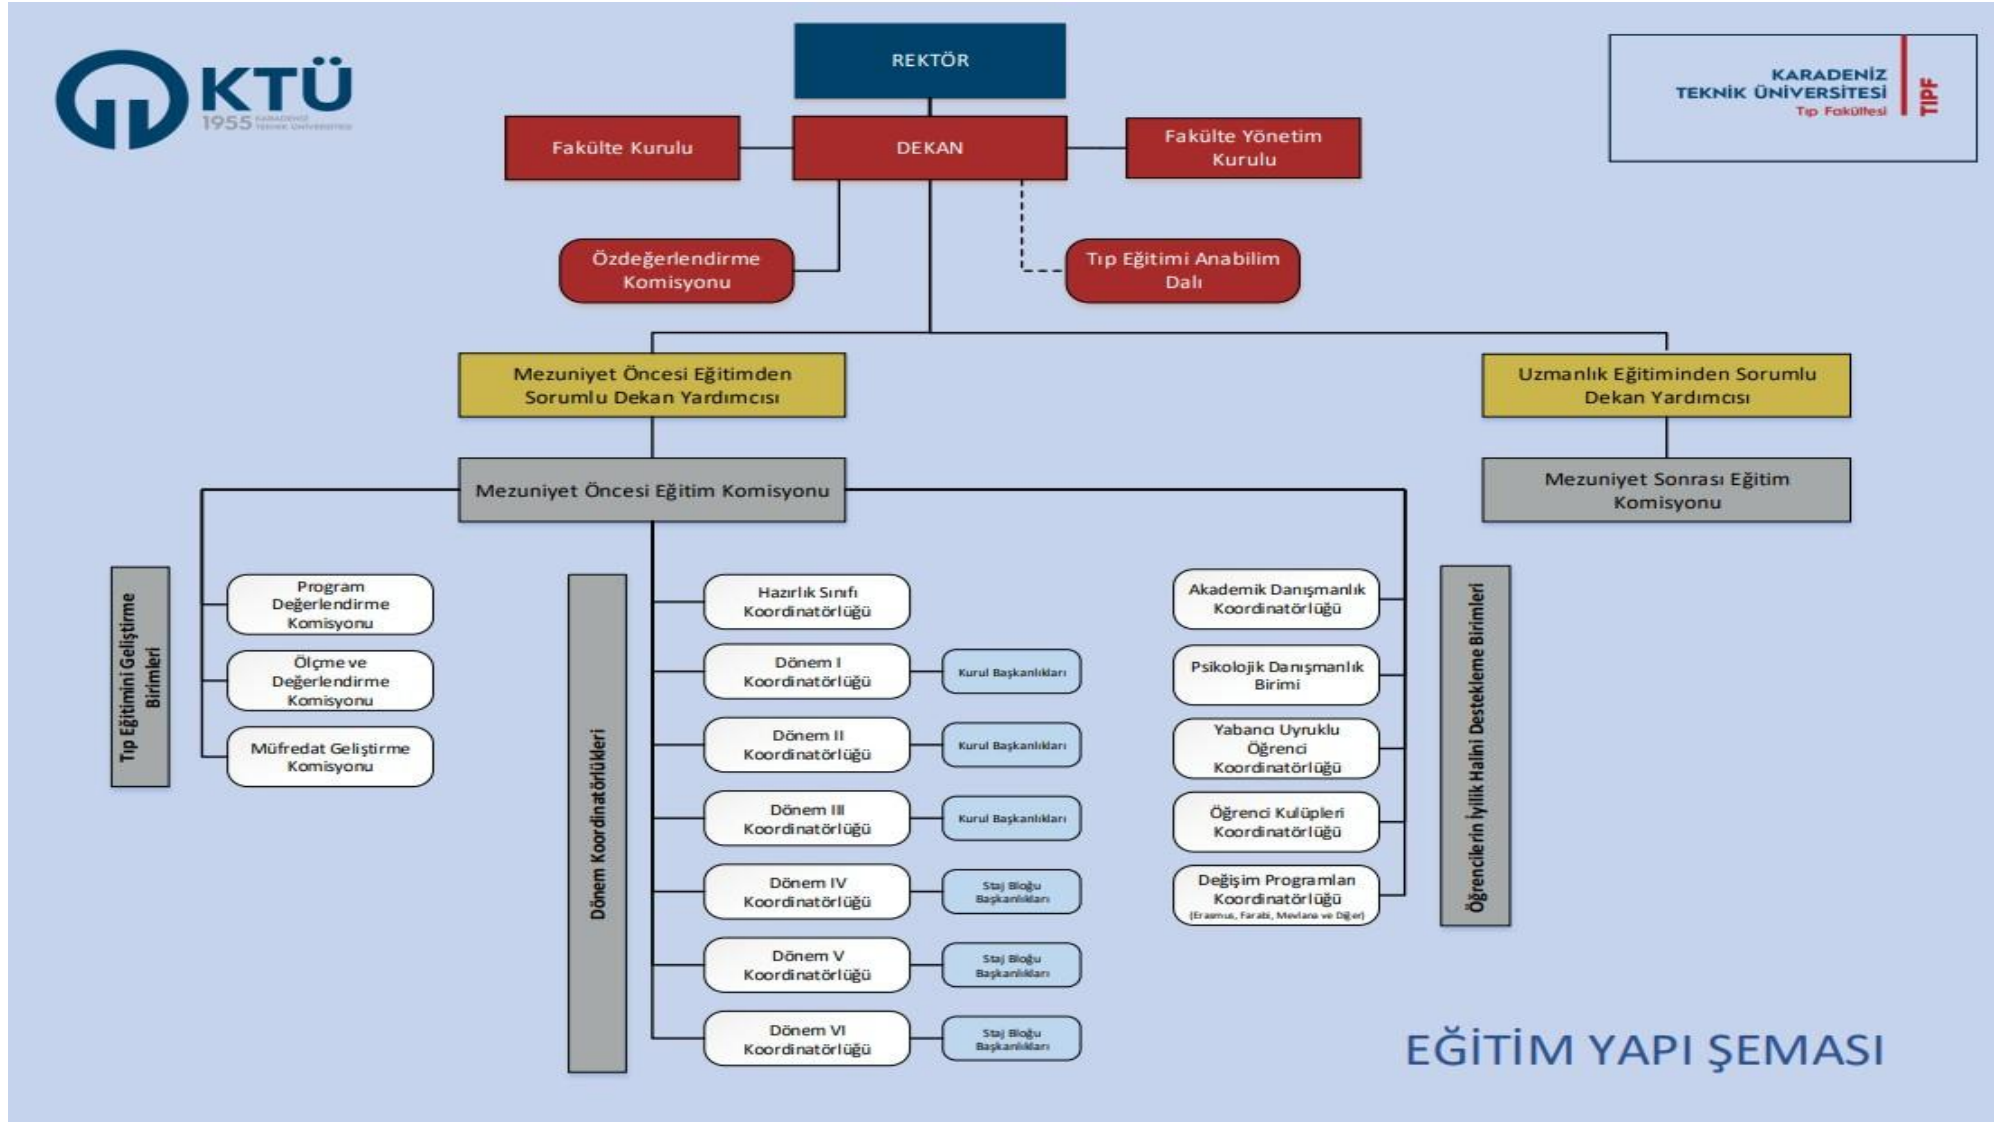 KTÜ
1955 KARADENİZ
TEKNİK ÜNİVERSİTESİ
REKTÖR
KARADENİZ
TEKNİK ÜNİVERSİTESİ
Tıp Fakültesi
TIPF
Fakülte Kurulu
DEKAN
Fakülte Yönetim
Kurulu
Özdeğerlendirme
Komisyonu
Tıp Eğitimi Anabilim
Dalı
Mezuniyet Öncesi Eğitimden
Sorumlu Dekan Yardımcısı
Uzmanlık Eğitiminden Sorumlu
Dekan Yardımcısı
Mezuniyet Öncesi Eğitim Komisyonu
Mezuniyet Sonrası Eğitim
Komisyonu
Tıp Eğitimini Geliştirme
Birimleri
Program
Değerlendirme
Komisyonu
Ölçme ve
Değerlendirme
Komisyonu
Müfredat Geliştirme
Komisyonu
Dönem Koordinatörlükleri
Hazırlık Sınıfı
Koordinatörlüğü
Dönem I
Koordinatörlüğü
Kurul Başkanlıkları
Dönem II
Koordinatörlüğü
Kurul Başkanlıkları
Dönem III
Koordinatörlüğü
Kurul Başkanlıkları
Dönem IV
Koordinatörlüğü
Staj Bloğu
Başkanlıkları
Dönem V
Koordinatörlüğü
Staj Bloğu
Başkanlıkları
Dönem VI
Koordinatörlüğü
Staj Bloğu
Başkanlıkları
Akademik Danışmanlık
Koordinatörlüğü
Psikolojik Danışmanlık
Birimi
Yabancı Uyruklu
Öğrenci
Koordinatörlüğü
Öğrenci Kulüpleri
Koordinatörlüğü
Değişim Programları
Koordinatörlüğü
(Erasmus, Farabi, Mevlana ve Diğer)
Öğrencilerin İyilik Halini Destekleme Birimleri
EĞİTİM YAPI ŞEMASI